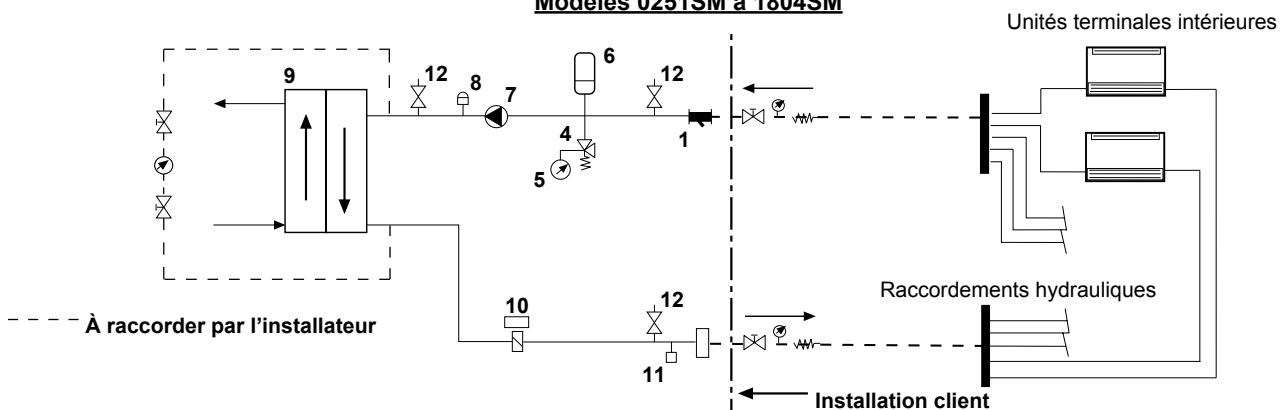 Modèles 0251SM à 1804SM
Unités terminales intérieures
9
12
8
7
6
12
4
5
1
10
12
11
Raccordements hydrauliques
À raccorder par l’installateur
Installation client